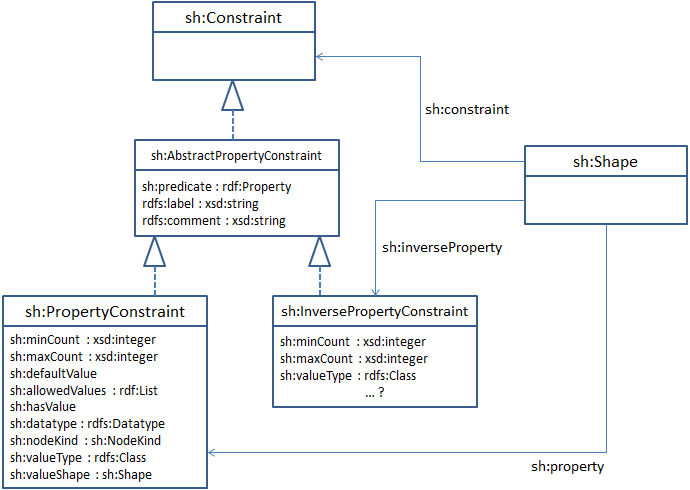 sh:Constraint
sh:constraint
sh:AbstractPropertyConstraint
sh:predicate : rdf:Property
rdfs:label : xsd:string
rdfs:comment : xsd:string
sh:Shape
sh:inverseProperty
sh:PropertyConstraint
sh:minCount : xsd:integer
sh:maxCount : xsd:integer
sh:defaultValue
sh:allowedValues : rdf:List
sh:hasValue
sh:datatype : rdfs:Datatype
sh:nodeKind : sh:NodeKind
sh:valueType : rdfs:Class
sh:valueShape : sh:Shape
sh:InversePropertyConstraint
sh:minCount : xsd:integer
sh:maxCount : xsd:integer
sh:valueType : rdfs:Class
... ?
sh:property